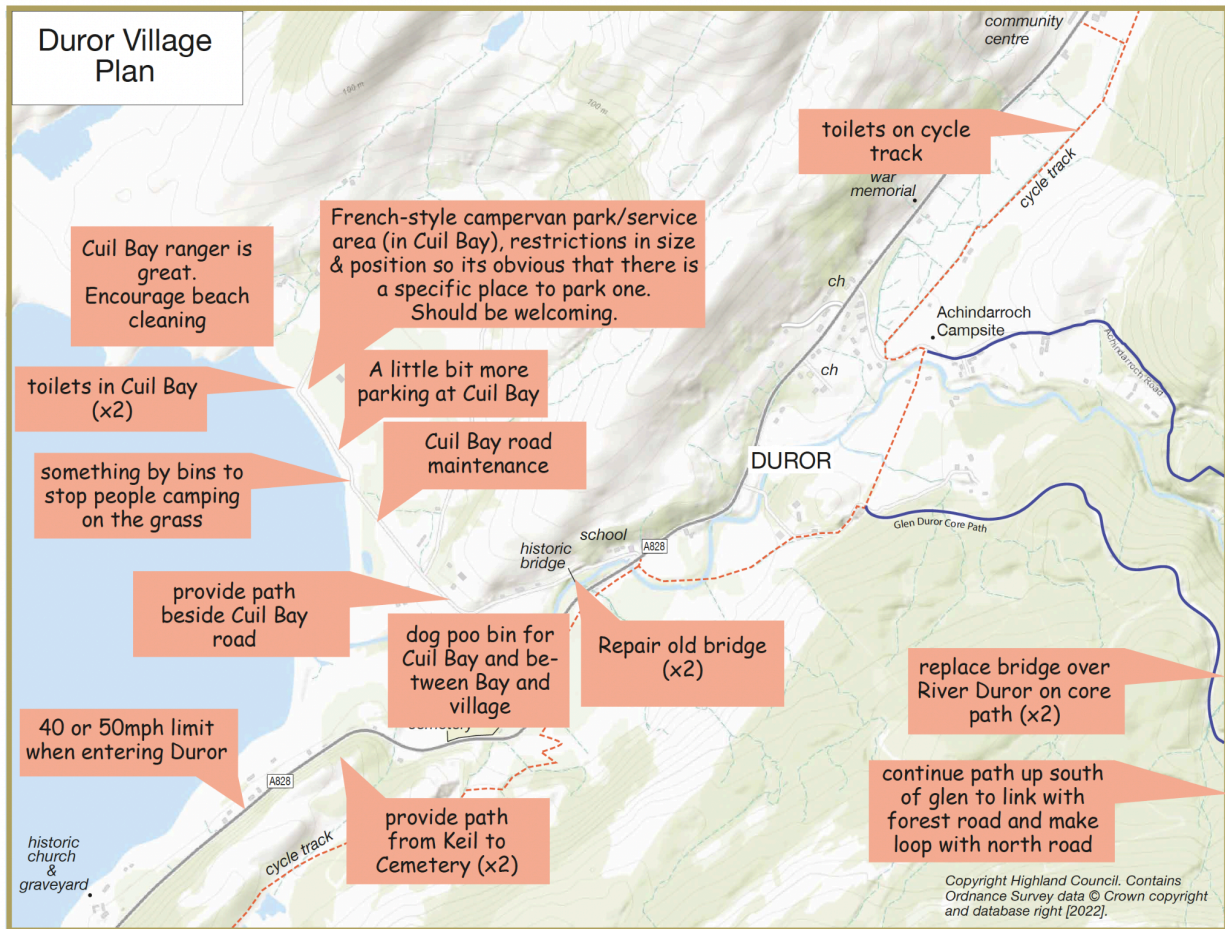 Duror Village
Plan
community
centre
100 m
100 m
toilets on cycle
track
war
memorial
cycle track
French-style campervan park/service
area (in Cuil Bay), restrictions in size
& position so its obvious that there is
a specific place to park one.
Should be welcoming.
Cuil Bay ranger is
great.
Encourage beach
cleaning
ch
Achindarroch
Campsite
Achindarroch Road
toilets in Cuil Bay
(x2)
A little bit more
parking at Cuil Bay
ch
Cuil Bay road
maintenance
DUROR
something by bins to
stop people camping
on the grass
Glen Duror Core Path
school
historic
bridge
A828
provide path
beside Cuil Bay
road
dog poo bin for
Cuil Bay and be-
tween Bay and
village
Repair old bridge
(x2)
replace bridge over
River Duror on core
path (x2)
cemetery
40 or 50mph limit
when entering Duror
A828
continue path up south
of glen to link with
forest road and make
loop with north road
provide path
from Keil to
Cemetery (x2)
cycle track
historic
church
&
graveyard
Copyright Highland Council. Contains
Ordnance Survey data © Crown copyright
and database right [2022].